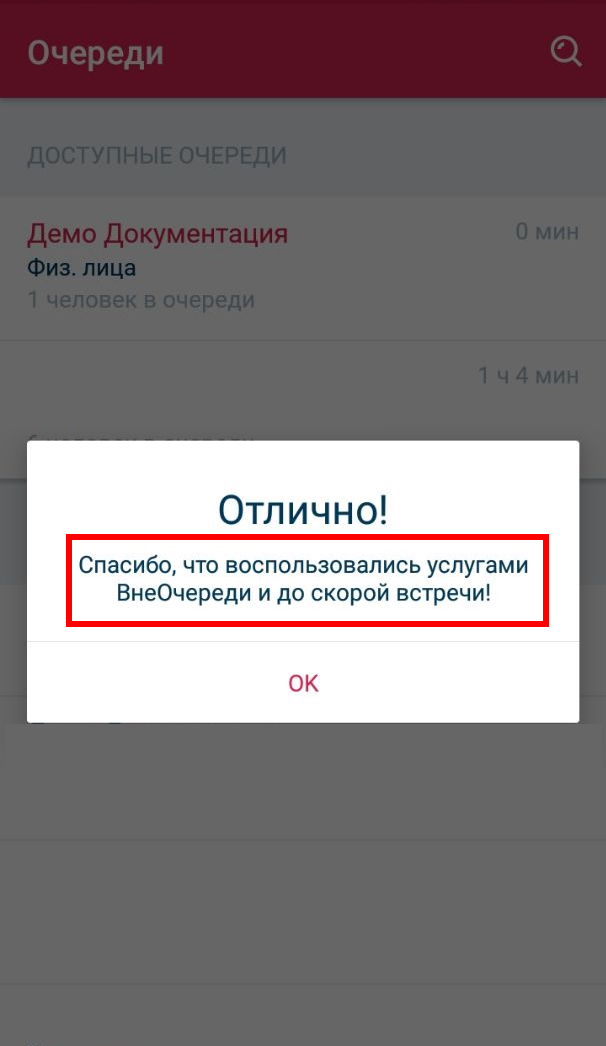 Очереди
ДОСТУПНЫЕ ОЧЕРЕДИ
Демо Документация
0 мин
Физ. лица
1 человек в очереди
1 ч 4 мин
Отлично!
Спасибо, что воспользовались услугами
ВнеОчереди и до скорой встречи!
OK